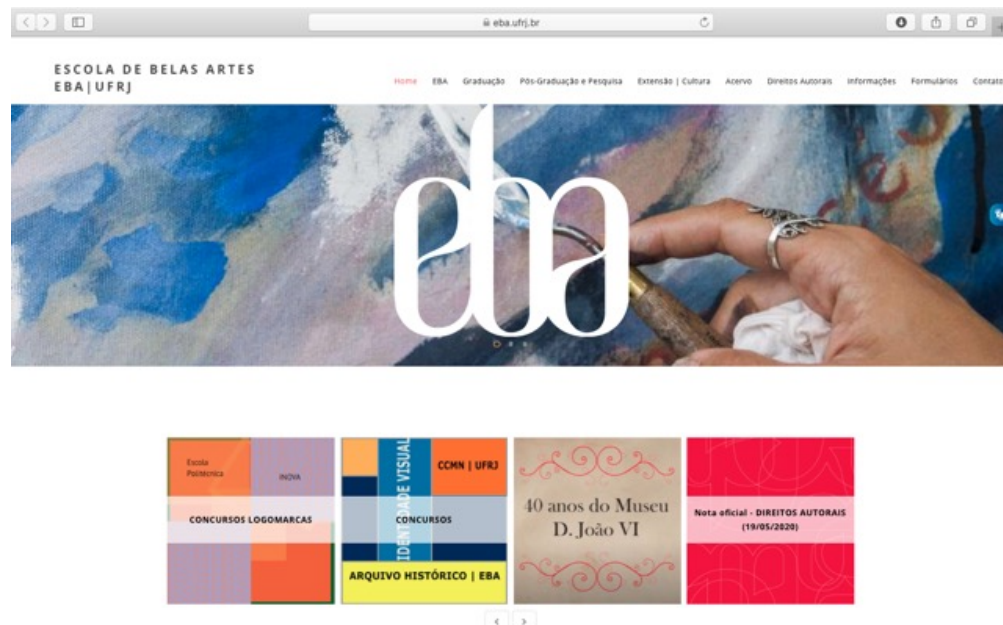 eba.ufrj.br
ESCOLA DE BELAS ARTES
EBA|UFRJ
Home EBA Graduação Pós-Graduação e Pesquisa Extensão | Cultura Acervo Direitos Autorais Informações Formulários Contato
eba
Escola
Politécnica
INOVA
CONCURSOS LOGOMARCAS
IDENTIDADE VISUAL
CCMN | UFRJ
CONCURSOS
ARQUIVO HISTÓRICO | EBA
40 anos do Museu
D. João VI
Nota oficial - DIREITOS AUTORAIS
(19/05/2020)